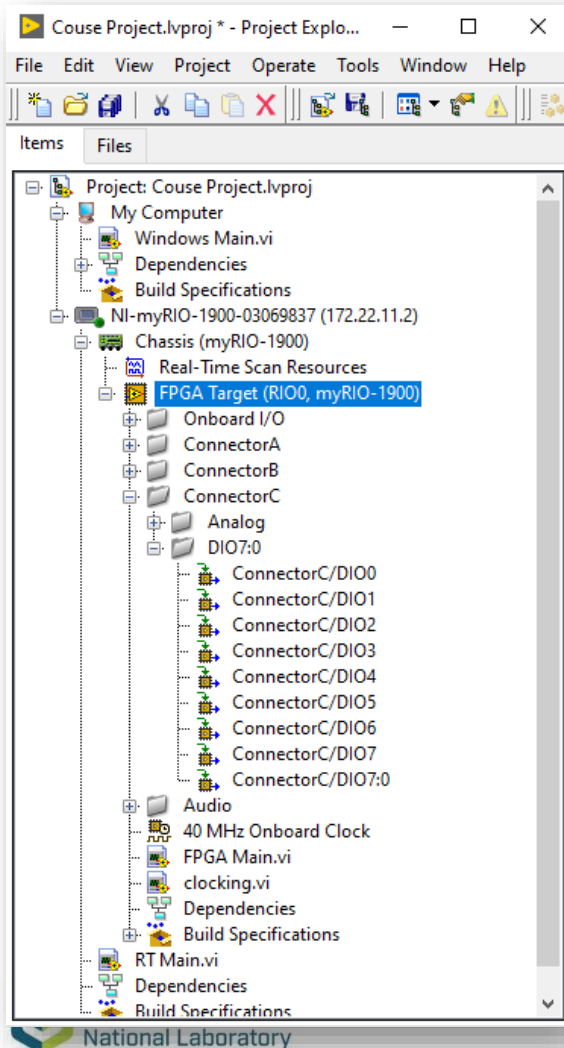 Couse Project.lvproj * - Project Explo...
File Edit View Project Operate Tools Window Help
Items Files
Project: Couse Project.lvproj
My Computer
Windows Main.vi
Dependencies
Build Specifications
NI-myRIO-1900-03069837 (172.22.11.2)
Chassis (myRIO-1900)
Real-Time Scan Resources
FPGA Target (RIO0, myRIO-1900)
Onboard I/O
ConnectorA
ConnectorB
ConnectorC
Analog
DIO7:0
ConnectorC/DIO0
ConnectorC/DIO1
ConnectorC/DIO2
ConnectorC/DIO3
ConnectorC/DIO4
ConnectorC/DIO5
ConnectorC/DIO6
ConnectorC/DIO7
ConnectorC/DIO7:0
Audio
40 MHz Onboard Clock
FPGA Main.vi
clocking.vi
Dependencies
Build Specifications
RT Main.vi
Dependencies
Build Specifications
National Laboratory